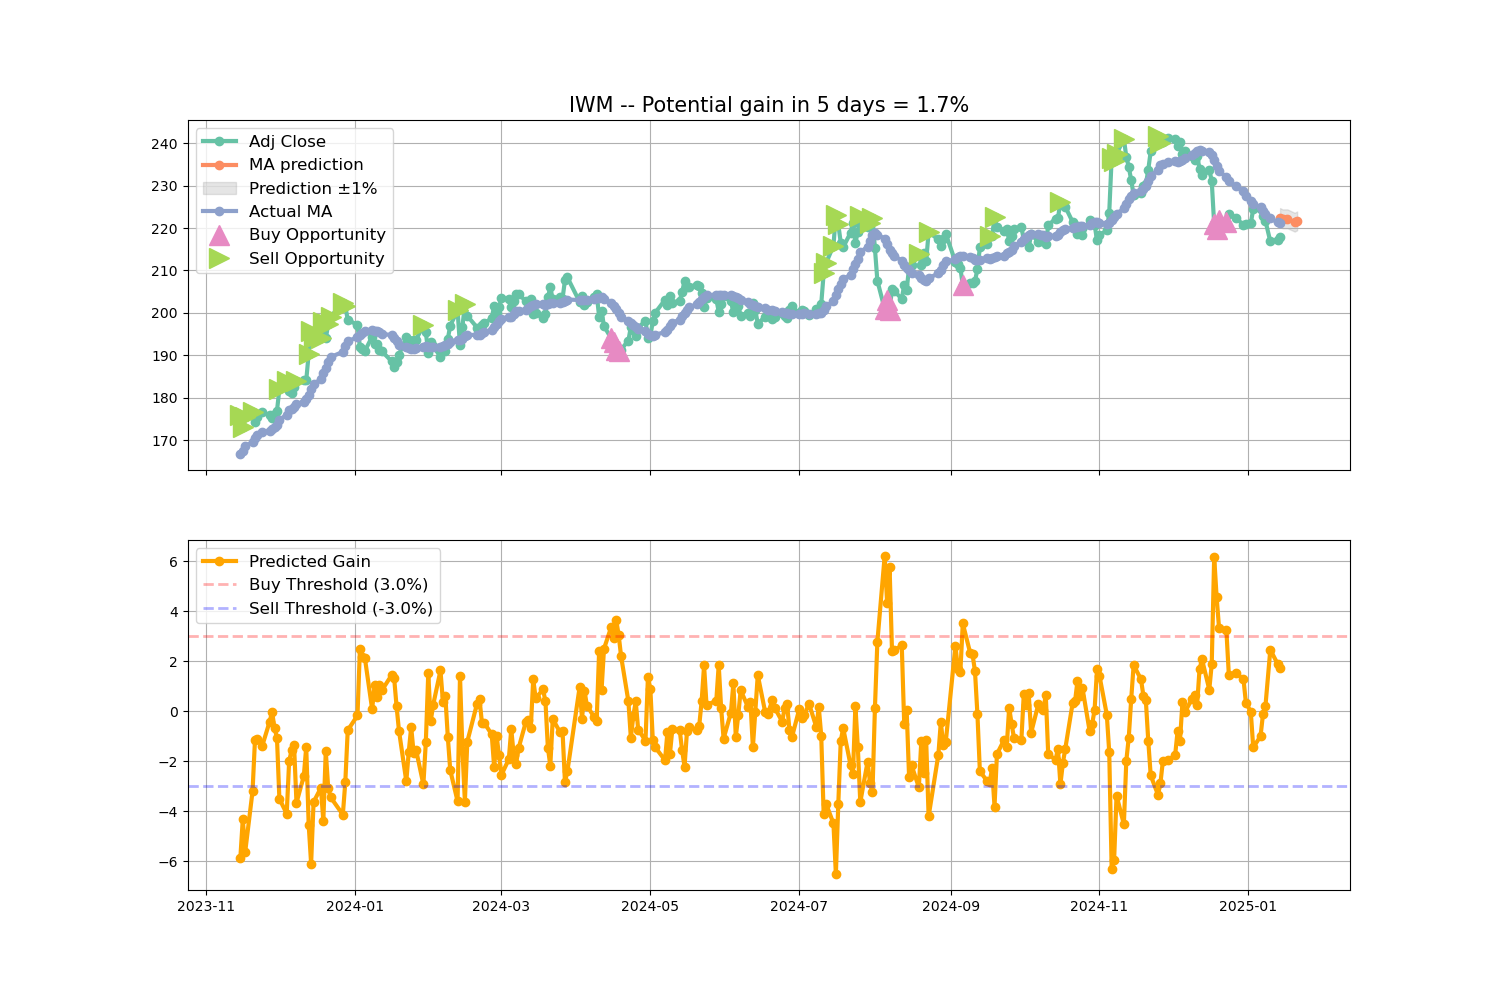 IWM -- Potential gain in 5 days = 1.7%
Adj Close
MA prediction
Prediction ±1%
Actual MA
Buy Opportunity
Sell Opportunity
240
230
220
210
200
190
180
170
Predicted Gain
Buy Threshold (3.0%)
Sell Threshold (-3.0%)
6
4
2
0
−2
−4
−6
2023-11
2024-01
2024-03
2024-05
2024-07
2024-09
2024-11
2025-01